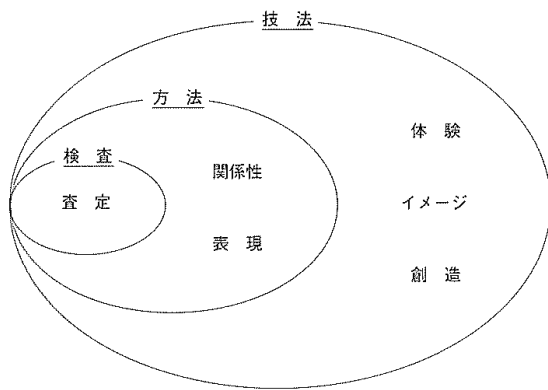 技 法
方 法
体 験
検 査
関係性
査 定
イメージ
表 現
創 造